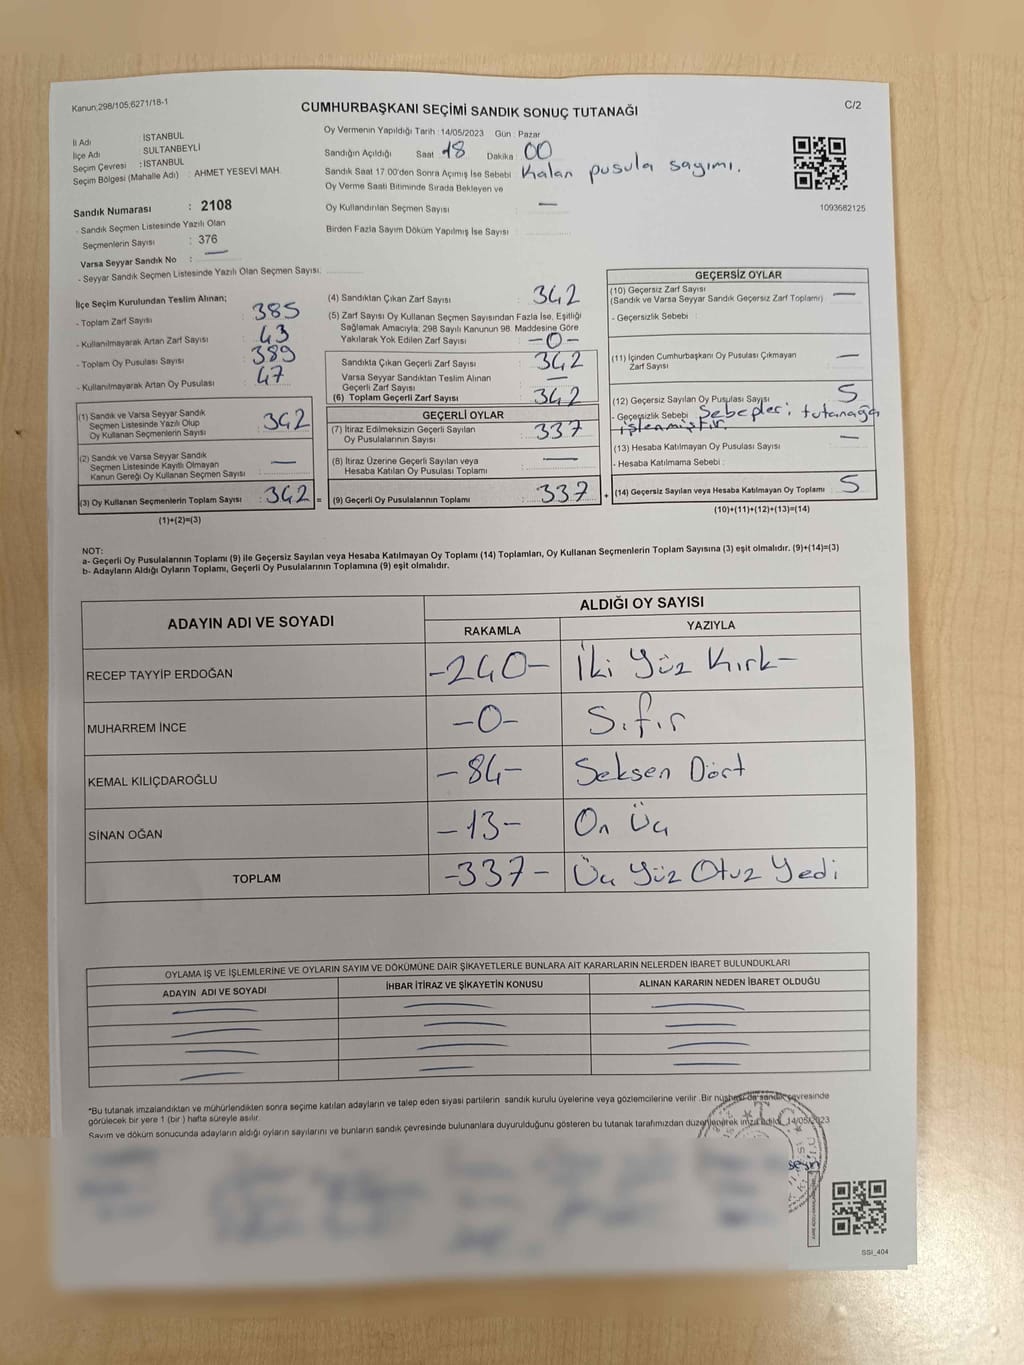 Kanun,298/105,6271/18-1
CUMHURBAŞKANI SEÇİMİ SANDIK SONUÇ TUTANAĞI
C/2
İl Adı : İSTANBUL
İlçe Adı : SULTANBEYLİ
Seçim Çevresi : İSTANBUL
Seçim Bölgesi (Mahalle Adı) : AHMET YESEVİ MAH.
Sandık Numarası : 2108
- Sandık Seçmen Listesinde Yazılı Olan
Seçmenlerin Sayısı : 376
Varsa Seyyar Sandık No : —
- Seyyar Sandık Seçmen Listesinde Yazılı Olan Seçmen Sayısı:
Oy Vermenin Yapıldığı Tarih : 14/05/2023 Gün : Pazar
Sandığın Açıldığı Saat 18 Dakika : 00
Sandık Saat 17:00'den Sonra Açımış İse Sebebi : Kalan pusula sayımı.
Oy Verme Saati Bitiminde Sırada Bekleyen ve
Oy Kullandırılan Seçmen Sayısı : —
Birden Fazla Sayım Döküm Yapılmış İse Sayısı :
1093682125
İlçe Seçim Kurulundan Teslim Alınan;
- Toplam Zarf Sayısı : 385
- Kullanılmayarak Artan Zarf Sayısı : 43
- Toplam Oy Pusulası Sayısı : 389
- Kullanılmayarak Artan Oy Pusulası : 47
(1) Sandık ve Varsa Seyyar Sandık
Seçmen Listesinde Yazılı Olup
Oy Kullanan Seçmenlerin Sayısı : 342
(2) Sandık ve Varsa Seyyar Sandık
Seçmen Listesinde Kayıtlı Olmayan
Kanun Gereği Oy Kullanan Seçmen Sayısı : —
(3) Oy Kullanan Seçmenlerin Toplam Sayısı : 342 =
(1)+(2)=(3)
(4) Sandıktan Çıkan Zarf Sayısı : 342
(5) Zarf Sayısı Oy Kullanan Seçmen Sayısından Fazla İse, Eşitliği
Sağlamak Amacıyla; 298 Sayılı Kanunun 98. Maddesine Göre
Yakılarak Yok Edilen Zarf Sayısı : -0-
Sandıkta Çıkan Geçerli Zarf Sayısı : 342
Varsa Seyyar Sandıktan Teslim Alınan
Geçerli Zarf Sayısı : —
(6) Toplam Geçerli Zarf Sayısı : 342
GEÇERLİ OYLAR
(7) İtiraz Edilmeksizin Geçerli Sayılan
Oy Pusulalarının Sayısı : 337
(8) İtiraz Üzerine Geçerli Sayılan veya
Hesaba Katılan Oy Pusulası Toplamı : —
(9) Geçerli Oy Pusulalarının Toplamı : 337 +
GEÇERSİZ OYLAR
(10) Geçersiz Zarf Sayısı
(Sandık ve Varsa Seyyar Sandık Geçersiz Zarf Toplamı) —
- Geçersizlik Sebebi :
(11) İçinden Cumhurbaşkanı Oy Pusulası Çıkmayan
Zarf Sayısı : —
(12) Geçersiz Sayılan Oy Pusulası Sayısı : 5
- Geçersizlik Sebebi : Sebepleri tutanağa
işlenmiştir.
(13) Hesaba Katılmayan Oy Pusulası Sayısı : —
- Hesaba Katılmama Sebebi :
(14) Geçersiz Sayılan veya Hesaba Katılmayan Oy Toplamı : 5
(10)+(11)+(12)+(13)=(14)
NOT:
a- Geçerli Oy Pusulalarının Toplamı (9) ile Geçersiz Sayılan veya Hesaba Katılmayan Oy Toplamı (14) Toplamları, Oy Kullanan Seçmenlerin Toplam Sayısına (3) eşit olmalıdır. (9)+(14)=(3)
b- Adayların Aldığı Oyların Toplamı, Geçerli Oy Pusulalarının Toplamına (9) eşit olmalıdır.
ADAYIN ADI VE SOYADI
ALDIĞI OY SAYISI
RAKAMLA YAZIYLA
RECEP TAYYİP ERDOĞAN -240- İki Yüz Kırk-
MUHARREM İNCE -0- Sıfır
KEMAL KILIÇDAROĞLU -84- Seksen Dört
SİNAN OĞAN -13- On Üç
TOPLAM -337- Üç Yüz Otuz Yedi
OYLAMA İŞ VE İŞLEMLERİNE VE OYLARIN SAYIM VE DÖKÜMÜNE DAİR ŞİKAYETLERLE BUNLARA AİT KARARLARIN NELERDEN İBARET BULUNDUKLARI
ADAYIN ADI VE SOYADI İHBAR İTİRAZ VE ŞİKAYETİN KONUSU ALINAN KARARIN NEDEN İBARET OLDUĞU
*Bu tutanak imzalandıktan ve mühürlendikten sonra seçime katılan adayların ve talep eden siyasi partilerin sandık kurulu üyelerine veya gözlemcilerine verilir. Bir nüshası da sandık çevresinde
görülecek bir yere 1 (bir) hafta süreyle asılır.
Sayım ve döküm sonucunda adayların aldığı oyların sayılarını ve bunların sandık çevresinde bulunanlara duyurulduğunu gösteren bu tutanak tarafımızdan düzenlenerek imza edildi. 14/05/2023
SSI_404